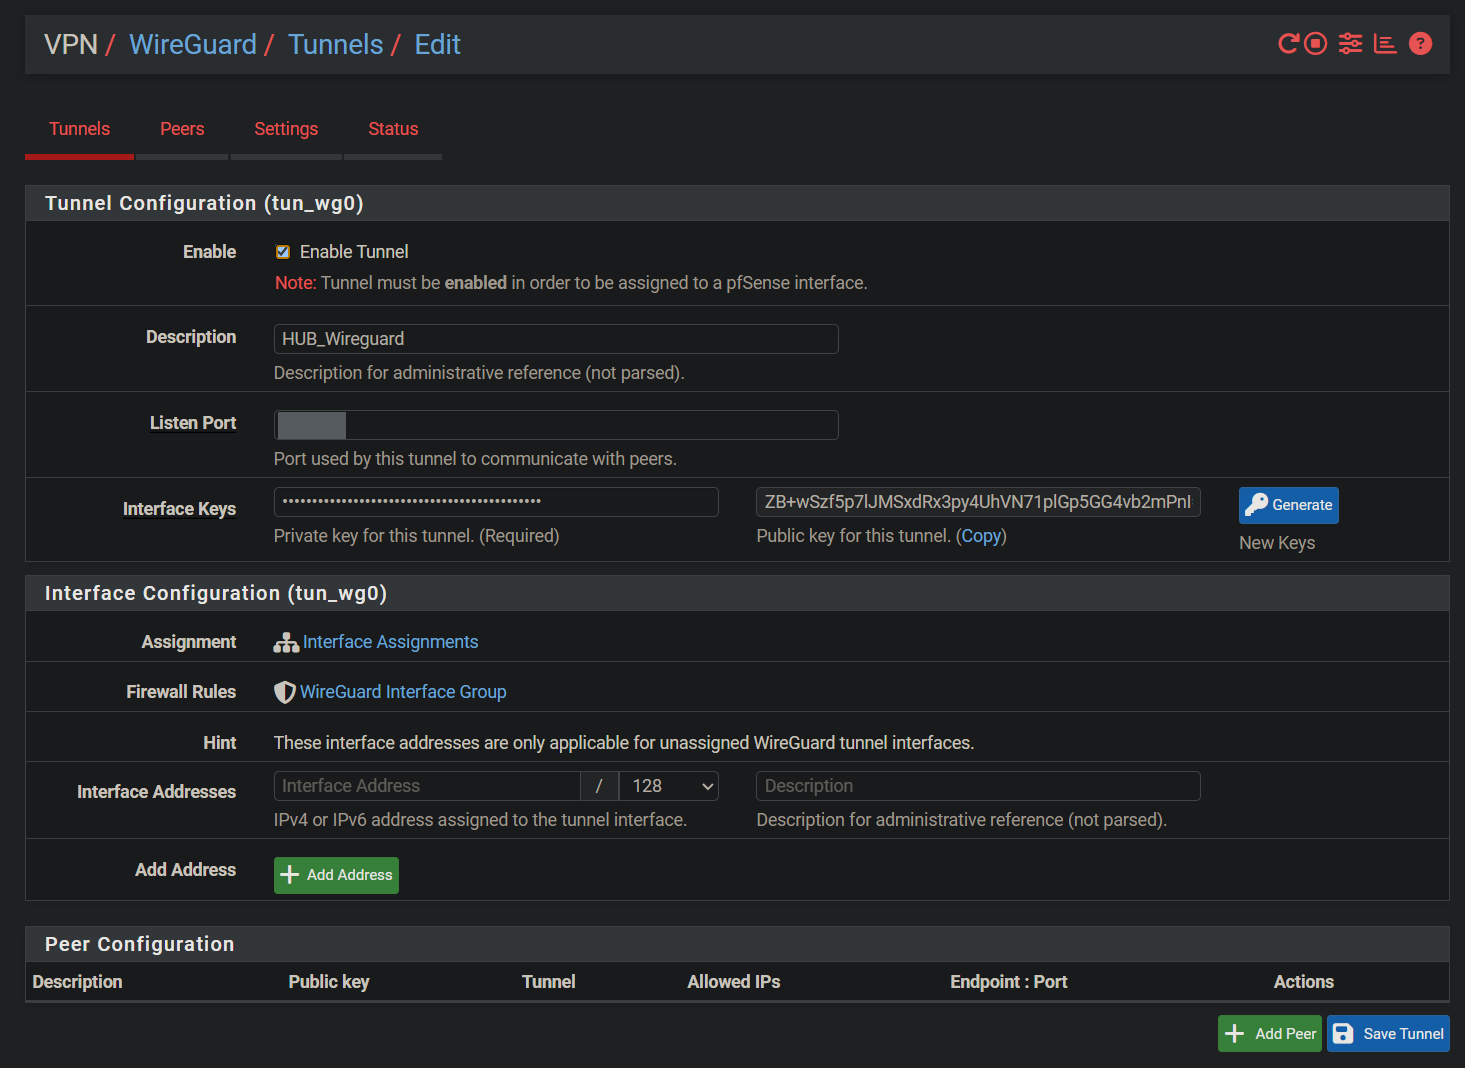 VPN / WireGuard / Tunnels / Edit
Tunnels Peers Settings Status
Tunnel Configuration (tun_wg0)
Enable Enable Tunnel
Note: Tunnel must be enabled in order to be assigned to a pfSense interface.
Description HUB_Wireguard
Description for administrative reference (not parsed).
Listen Port
Port used by this tunnel to communicate with peers.
Interface Keys ZB+wSzf5p7lJMSxdRx3py4UhVN71plGp5GG4vb2mPnI Generate
Private key for this tunnel. (Required) Public key for this tunnel. (Copy) New Keys
Interface Configuration (tun_wg0)
Assignment Interface Assignments
Firewall Rules WireGuard Interface Group
Hint These interface addresses are only applicable for unassigned WireGuard tunnel interfaces.
Interface Addresses Interface Address / 128 Description
IPv4 or IPv6 address assigned to the tunnel interface. Description for administrative reference (not parsed).
Add Address Add Address
Peer Configuration
Description Public key Tunnel Allowed IPs Endpoint : Port Actions
Add Peer Save Tunnel